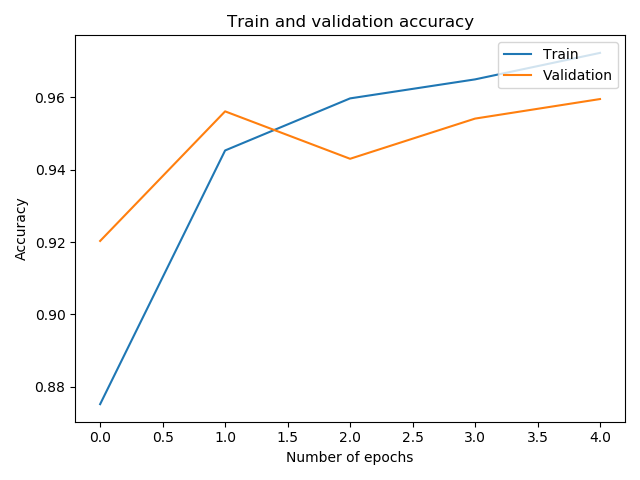 Train and validation accuracy
Train
Validation
0.96
0.94
0.92
0.90
0.88
Accuracy
0.0 0.5 1.0 1.5 2.0 2.5 3.0 3.5 4.0
Number of epochs